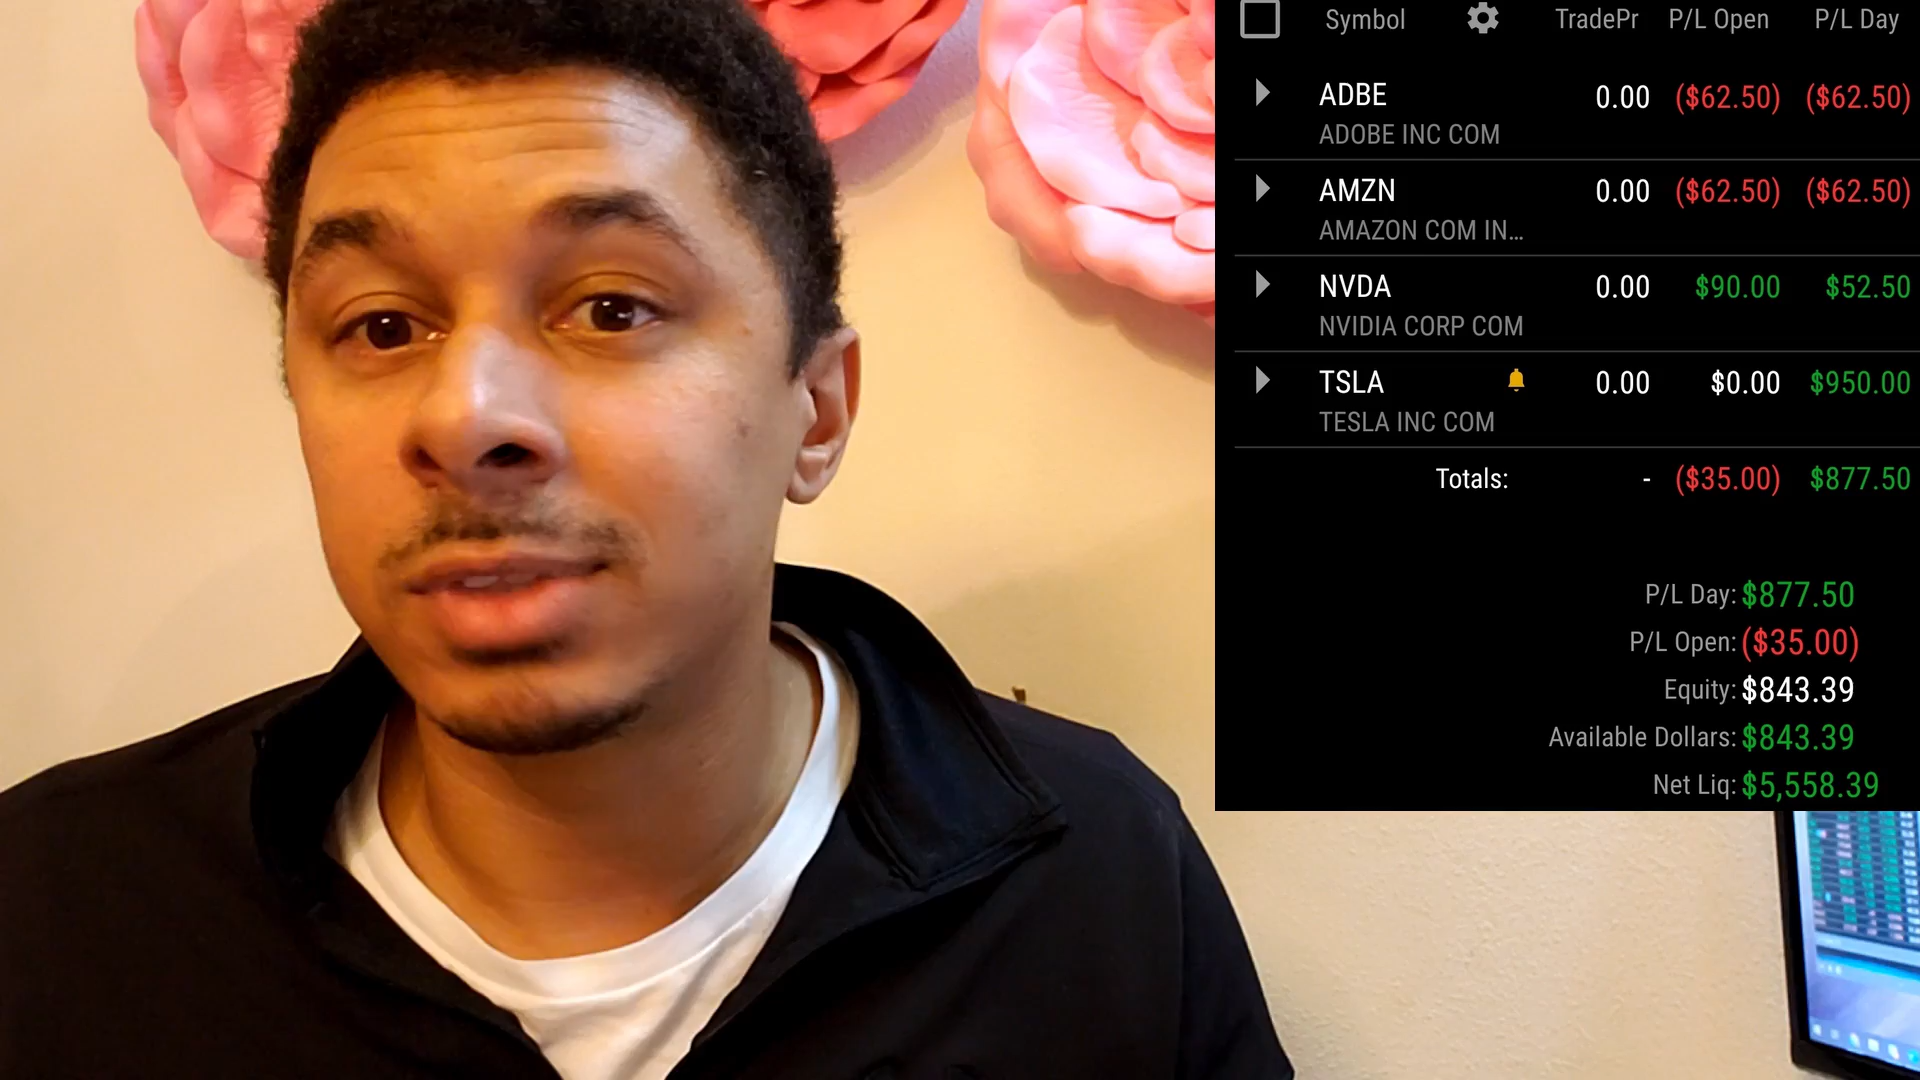 Symbol TradePr P/L Open P/L Day
ADBE 0.00 ($62.50) ($62.50)
ADOBE INC COM
AMZN 0.00 ($62.50) ($62.50)
AMAZON COM IN...
NVDA 0.00 $90.00 $52.50
NVIDIA CORP COM
TSLA 0.00 $0.00 $950.00
TESLA INC COM
Totals: - ($35.00) $877.50
P/L Day: $877.50
P/L Open: ($35.00)
Equity: $843.39
Available Dollars: $843.39
Net Liq: $5,558.39